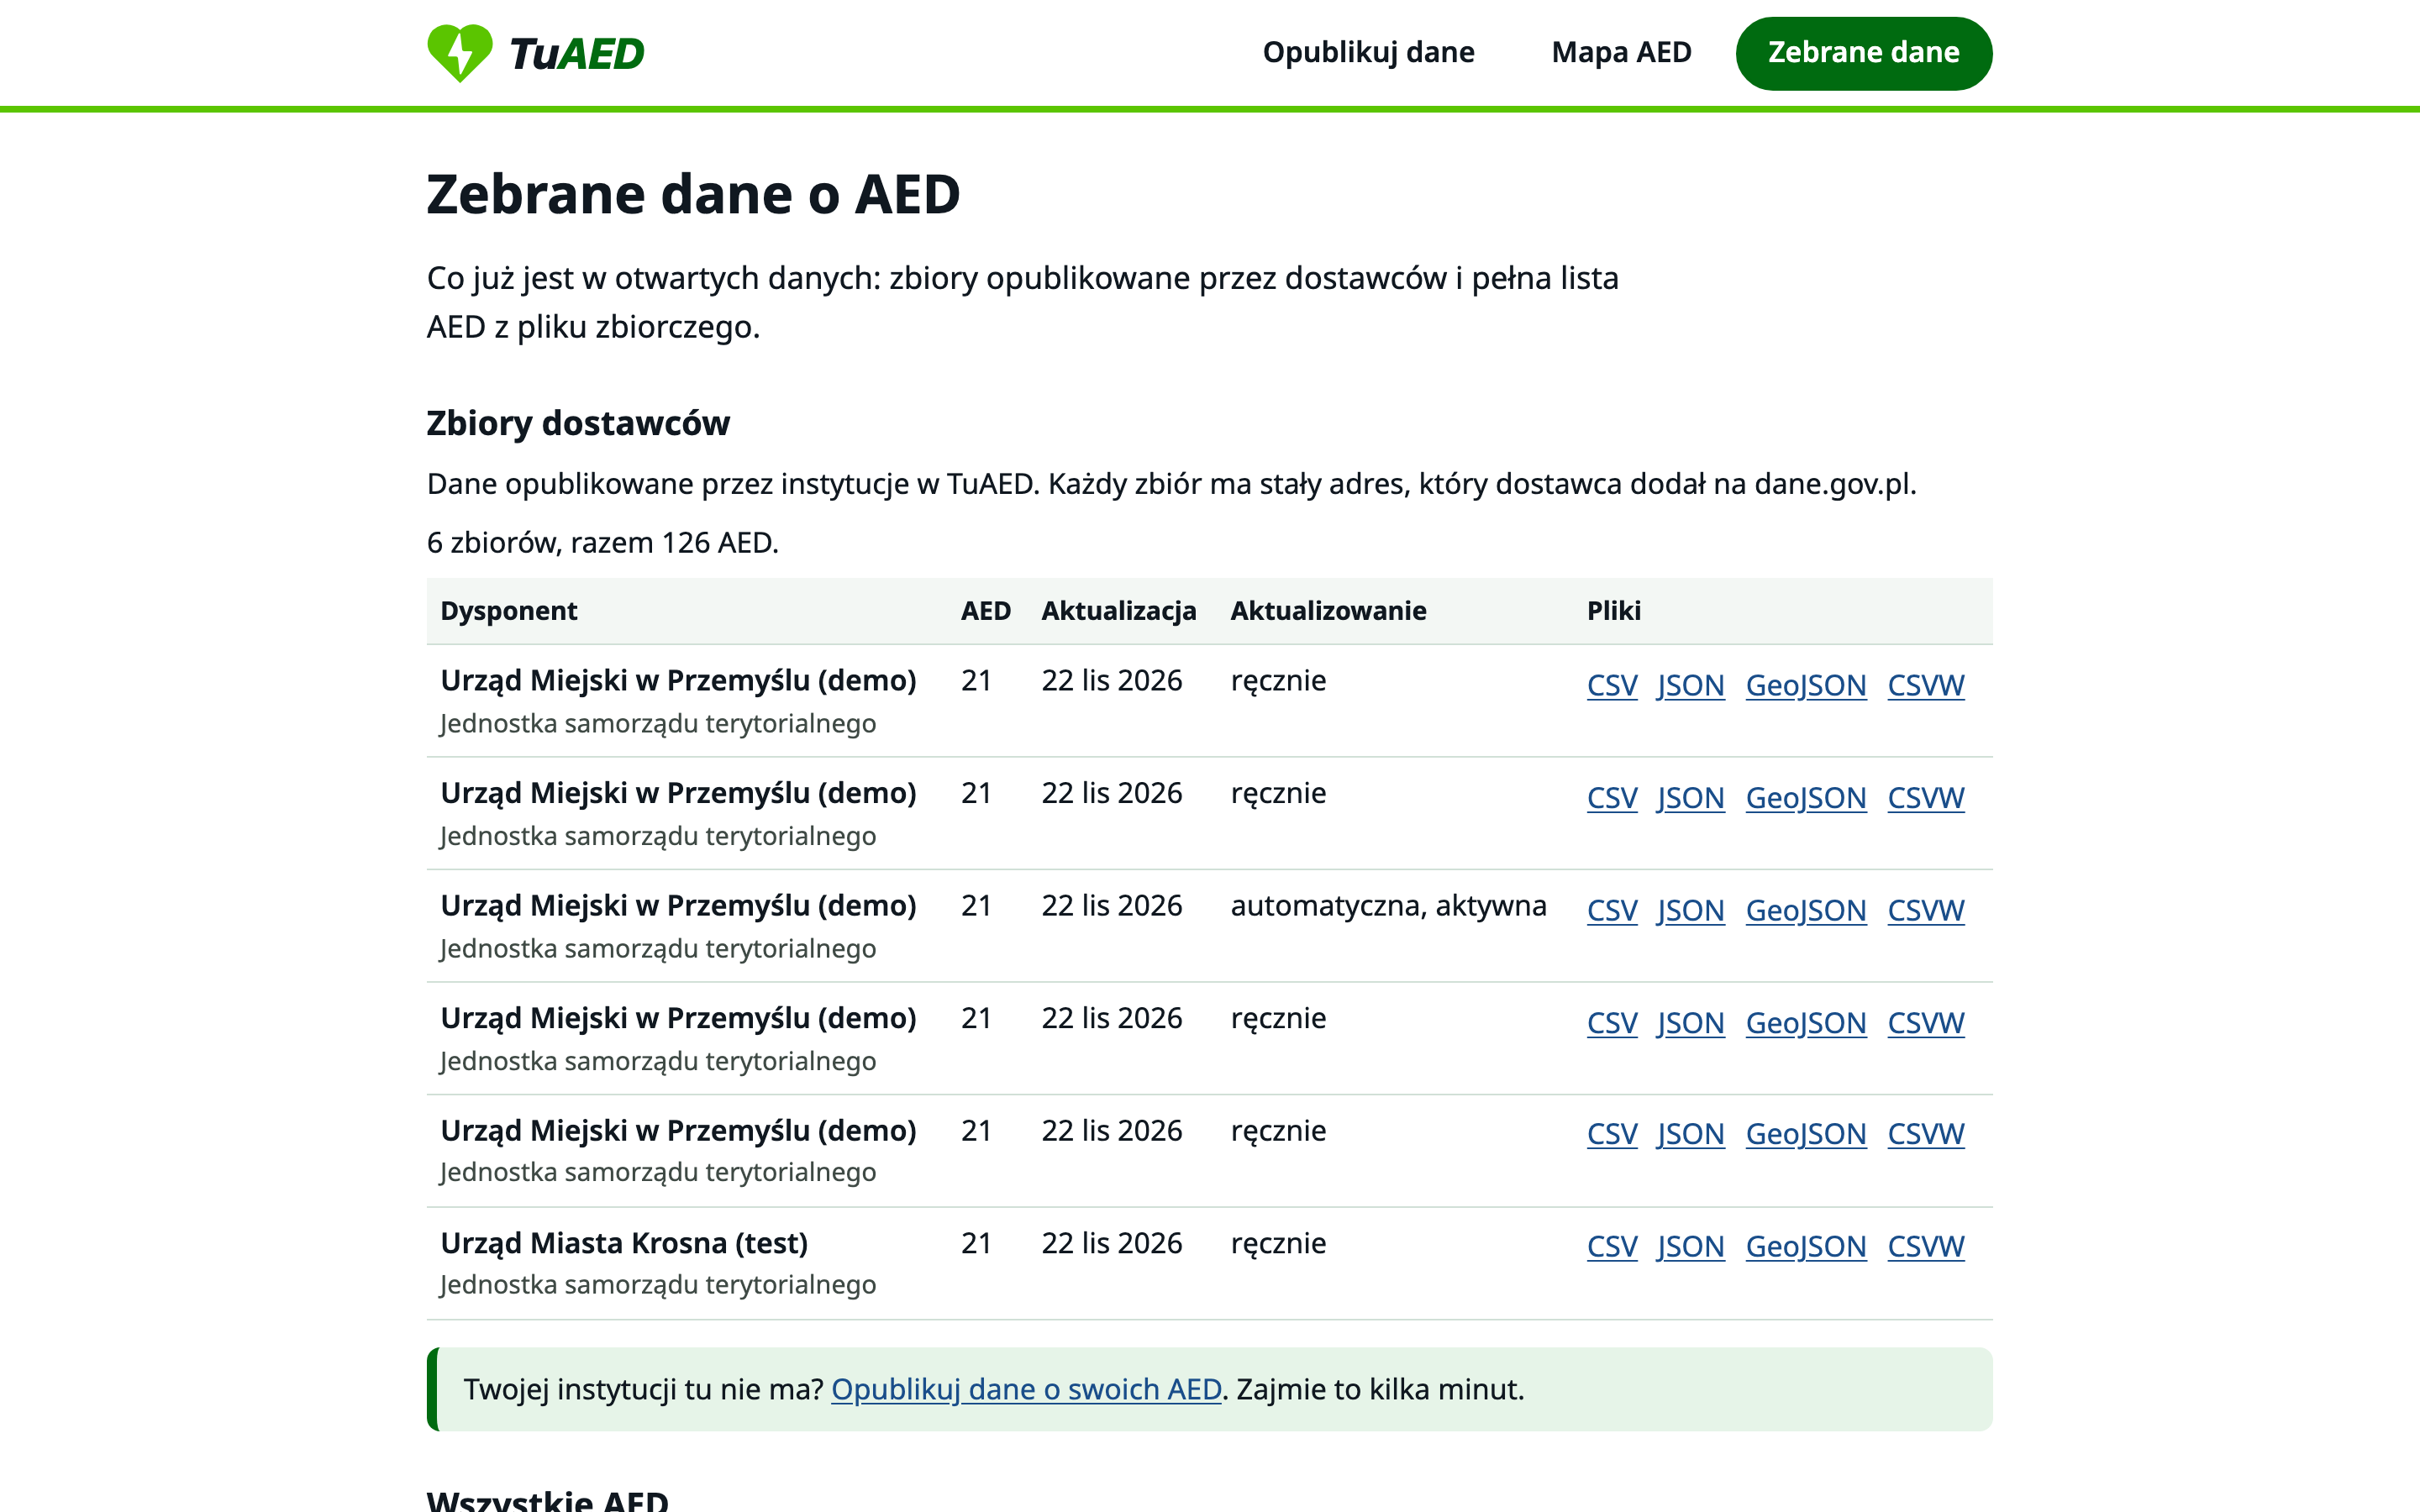 TuAED
Opublikuj dane
Mapa AED
Zebrane dane
Zebrane dane o AED
Co już jest w otwartych danych: zbiory opublikowane przez dostawców i pełna lista
AED z pliku zbiorczego.
Zbiory dostawców
Dane opublikowane przez instytucje w TuAED. Każdy zbiór ma stały adres, który dostawca dodał na dane.gov.pl.
6 zbiorów, razem 126 AED.
Dysponent AED Aktualizacja Aktualizowanie Pliki
Urząd Miejski w Przemyślu (demo) 21 22 lis 2026 ręcznie CSV JSON GeoJSON CSVW
Jednostka samorządu terytorialnego
Urząd Miejski w Przemyślu (demo) 21 22 lis 2026 ręcznie CSV JSON GeoJSON CSVW
Jednostka samorządu terytorialnego
Urząd Miejski w Przemyślu (demo) 21 22 lis 2026 automatyczna, aktywna CSV JSON GeoJSON CSVW
Jednostka samorządu terytorialnego
Urząd Miejski w Przemyślu (demo) 21 22 lis 2026 ręcznie CSV JSON GeoJSON CSVW
Jednostka samorządu terytorialnego
Urząd Miejski w Przemyślu (demo) 21 22 lis 2026 ręcznie CSV JSON GeoJSON CSVW
Jednostka samorządu terytorialnego
Urząd Miasta Krosna (test) 21 22 lis 2026 ręcznie CSV JSON GeoJSON CSVW
Jednostka samorządu terytorialnego
Twojej instytucji tu nie ma? Opublikuj dane o swoich AED. Zajmie to kilka minut.
Wszystkie AED